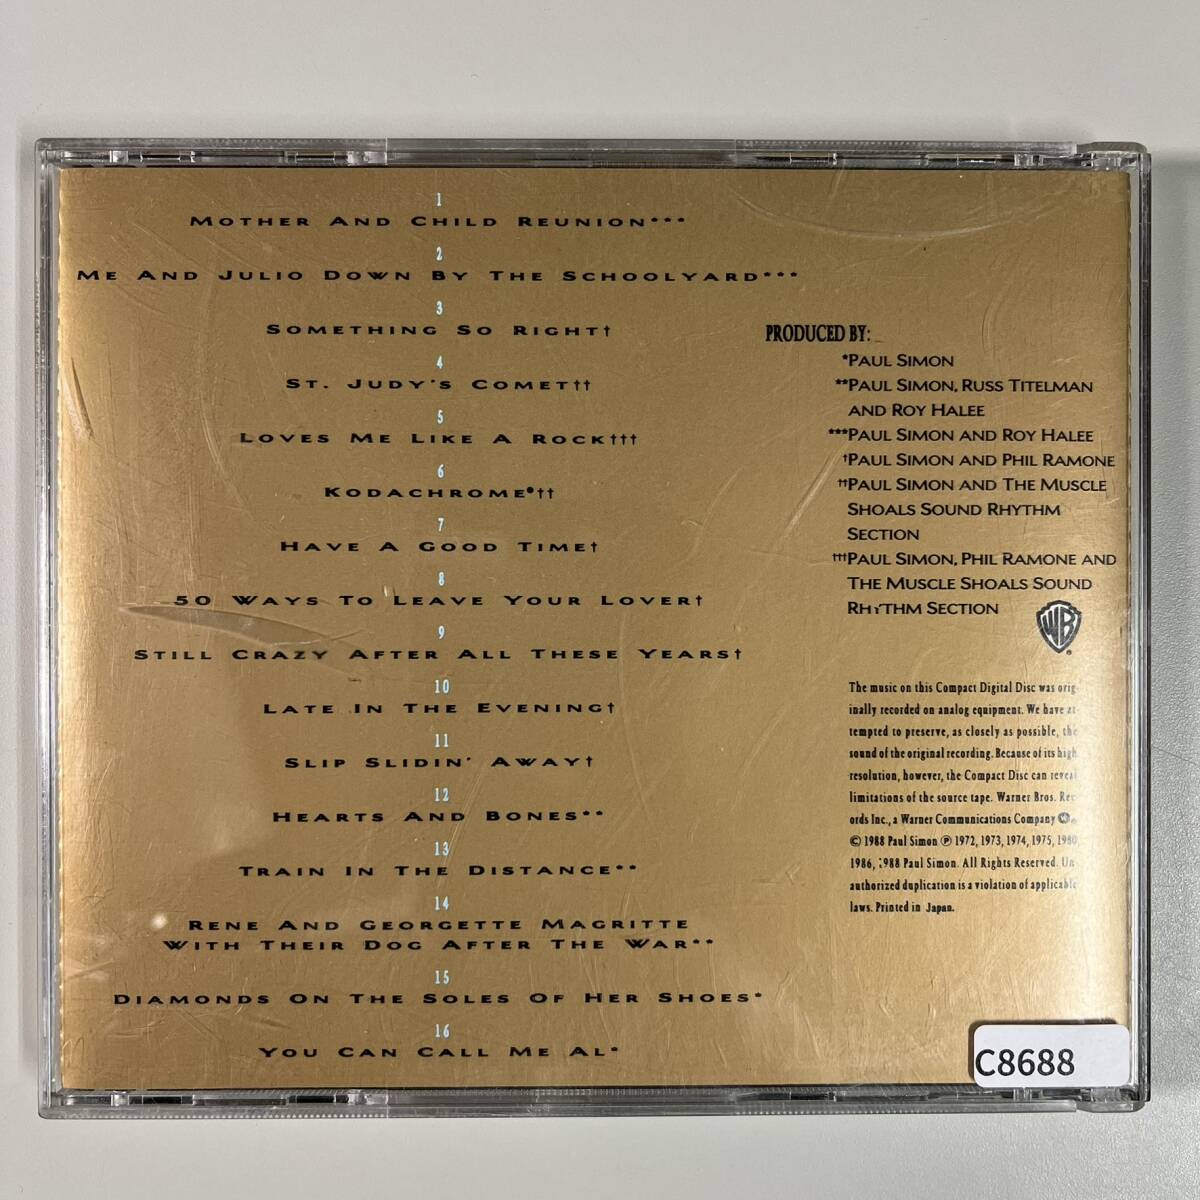 1
MOTHER AND CHILD REUNION***
2
ME AND JULIO DOWN BY THE SCHOOLYARD***
3
SOMETHING SO RIGHT†
4
ST. JUDY'S COMET††
5
LOVES ME LIKE A ROCK†††
6
KODACHROME®††
7
HAVE A GOOD TIME†
8
50 WAYS TO LEAVE YOUR LOVER†
9
STILL CRAZY AFTER ALL THESE YEARS†
10
LATE IN THE EVENING†
11
SLIP SLIDIN' AWAY†
12
HEARTS AND BONES**
13
TRAIN IN THE DISTANCE**
14
RENE AND GEORGETTE MAGRITTE
WITH THEIR DOG AFTER THE WAR**
15
DIAMONDS ON THE SOLES OF HER SHOES*
16
YOU CAN CALL ME AL*
PRODUCED BY:
*PAUL SIMON
**PAUL SIMON, RUSS TITELMAN
AND ROY HALEE
***PAUL SIMON AND ROY HALEE
†PAUL SIMON AND PHIL RAMONE
††PAUL SIMON AND THE MUSCLE
SHOALS SOUND RHYTHM
SECTION
†††PAUL SIMON, PHIL RAMONE AND
THE MUSCLE SHOALS SOUND
RHYTHM SECTION
WB
®
The music on this Compact Digital Disc was orig-
inally recorded on analog equipment. We have at-
tempted to preserve, as closely as possible, the
sound of the original recording. Because of its high
resolution, however, the Compact Disc can reveal
limitations of the source tape. Warner Bros. Rec-
ords Inc., a Warner Communications Company
© 1988 Paul Simon ℗ 1972, 1973, 1974, 1975, 1980,
1986, 1988 Paul Simon. All Rights Reserved. Un-
authorized duplication is a violation of applicable
laws. Printed in Japan.
C8688